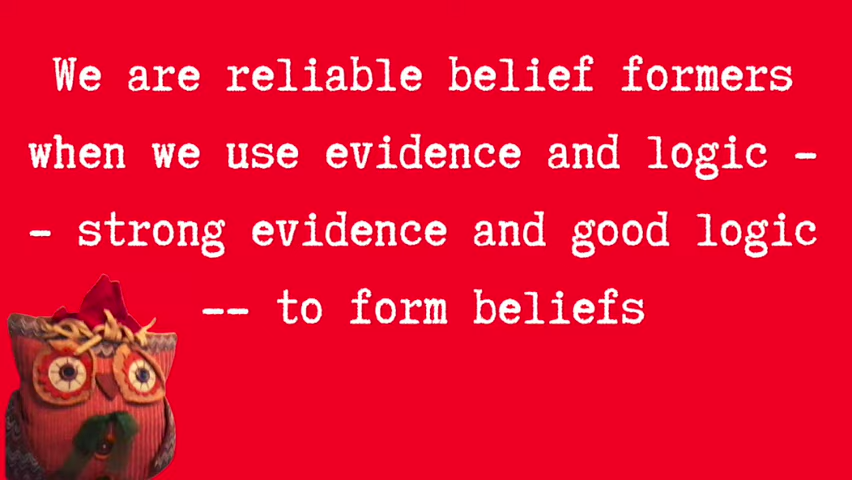 We are reliable belief formers
when we use evidence and logic -
- strong evidence and good logic
-- to form beliefs